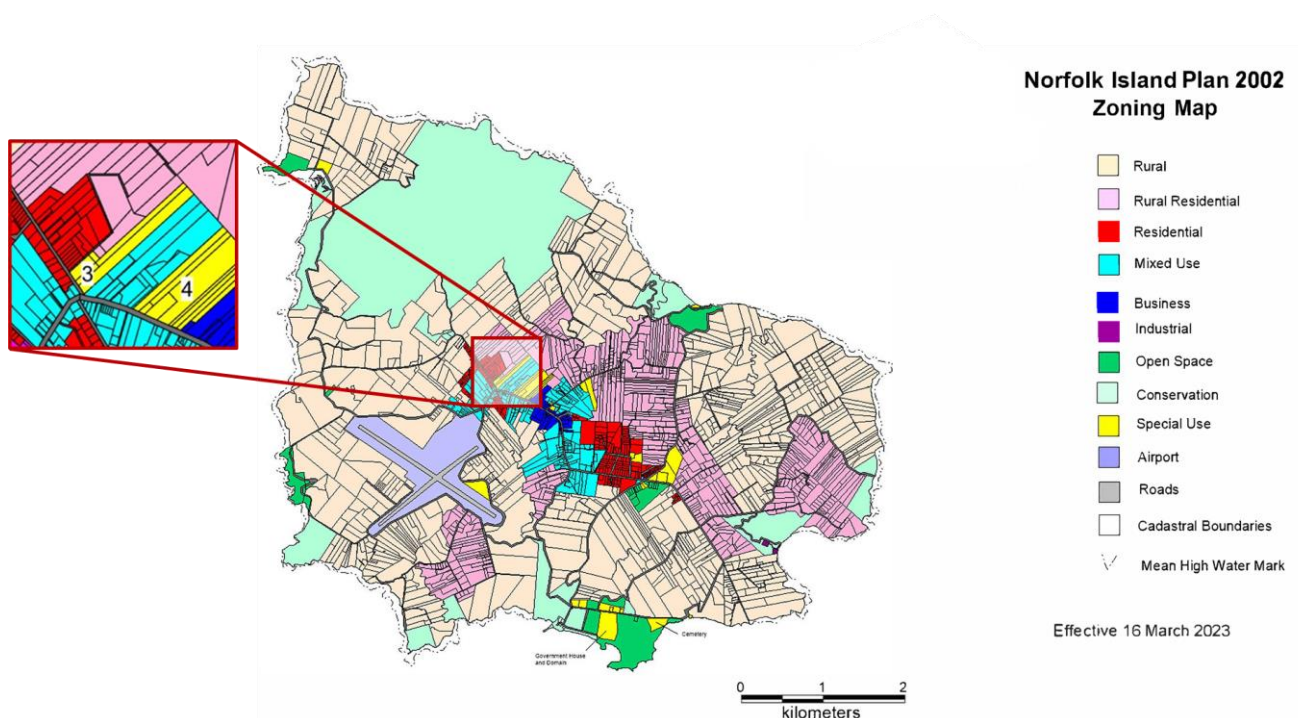 Norfolk Island Plan 2002
Zoning Map
Rural
Rural Residential
Residential
Mixed Use
Business
Industrial
Open Space
Conservation
Special Use
Airport
Roads
Cadastral Boundaries
Mean High Water Mark
Effective 16 March 2023
3
4
Cemetery
Government House
and Domain
0 1 2
kilometers